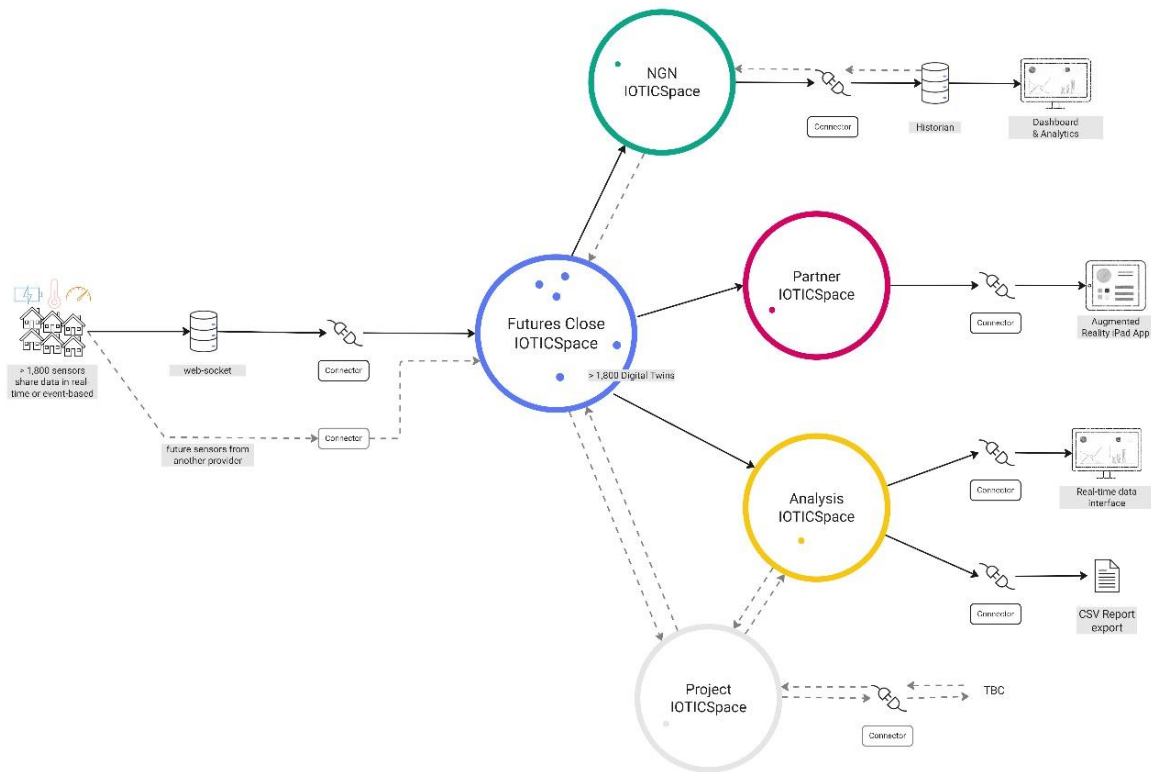 NGN
IOTICSpace
Connector
Historian
Dashboard
& Analytics
Partner
IOTICSpace
Connector
Augmented
Reality iPad App
> 1,800 sensors
share data in real-
time or event-based
web-socket
Connector
Futures Close
IOTICSpace
> 1,800 Digital Twins
future sensors from
another provider
Connector
Analysis
IOTICSpace
Connector
Real-time data
interface
Connector
CSV Report
export
Project
IOTICSpace
Connector
TBC